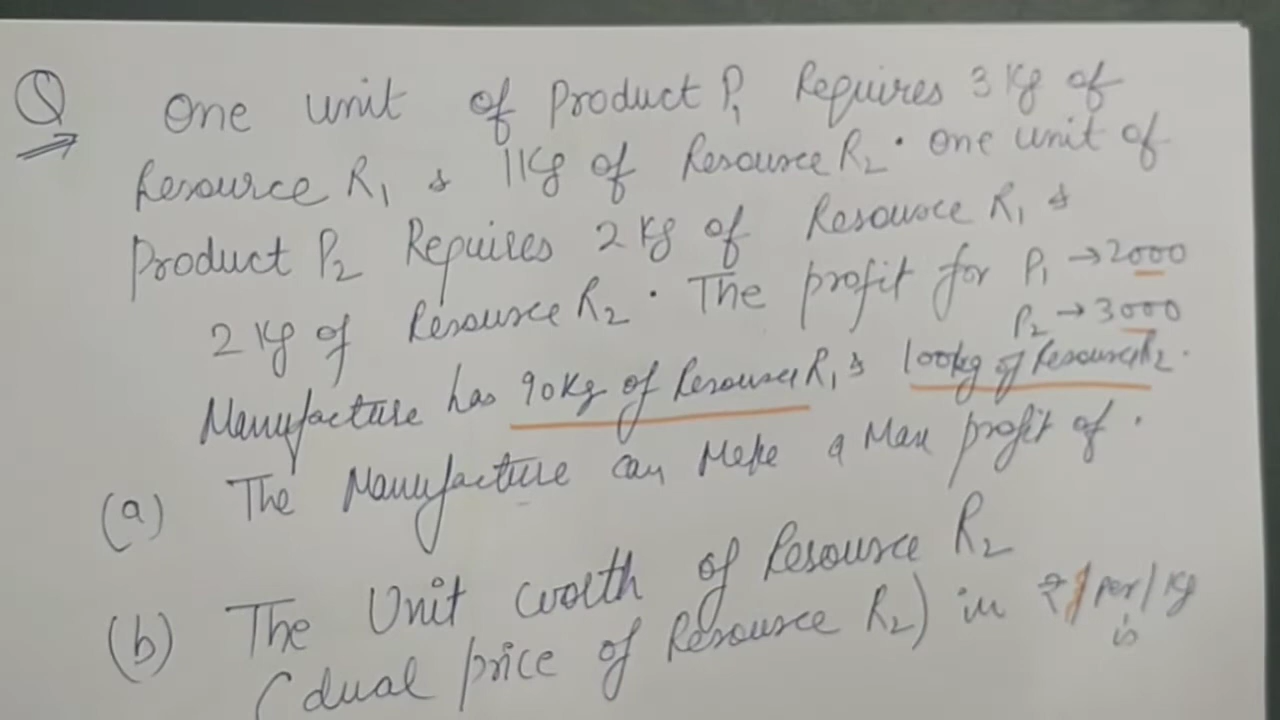 Q One unit of Product P1 Requires 3 Kg of
Resource R1 & 1 Kg of Resource R2. One unit of
Product P2 Requires 2 Kg of Resource R1 &
2 Kg of Resource R2. The profit for P1 → 2000
P2 → 3000
Manufacture has 90 Kg of Resource R1 & 100 kg of Resource R2.
(a) The Manufacture can Make a Max profit of.
(b) The Unit worth of Resource R2
(dual price of Resource R2) in ₹ per/Kg
is